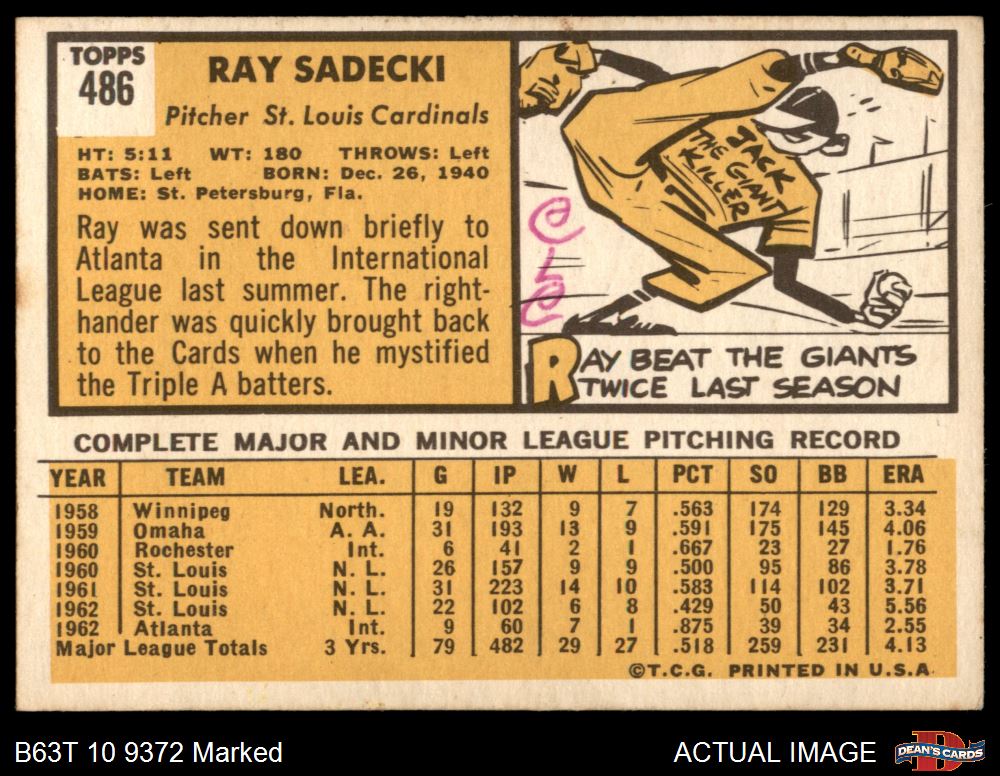 TOPPS
486
RAY SADECKI
Pitcher St. Louis Cardinals
HT: 5:11 WT: 180 THROWS: Left
BATS: Left BORN: Dec. 26, 1940
HOME: St. Petersburg, Fla.
Ray was sent down briefly to
Atlanta in the International
League last summer. The right-
hander was quickly brought back
to the Cards when he mystified
the Triple A batters.
JACK
THE GIANT
KILLER
RAY BEAT THE GIANTS
TWICE LAST SEASON
COMPLETE MAJOR AND MINOR LEAGUE PITCHING RECORD
YEAR TEAM LEA. G IP W L PCT SO BB ERA
1958 Winnipeg North. 19 132 9 7 .563 174 129 3.34
1959 Omaha A. A. 31 193 13 9 .591 175 145 4.06
1960 Rochester Int. 6 41 2 1 .667 23 27 1.76
1960 St. Louis N. L. 26 157 9 9 .500 95 86 3.78
1961 St. Louis N. L. 31 223 14 10 .583 114 102 3.71
1962 St. Louis N. L. 22 102 6 8 .429 50 43 5.56
1962 Atlanta Int. 9 60 7 1 .875 39 34 2.55
Major League Totals 3 Yrs. 79 482 29 27 .518 259 231 4.13
©T.C.G. PRINTED IN U.S.A.
B63T 10 9372 Marked
ACTUAL IMAGE
DEAN'S CARDS